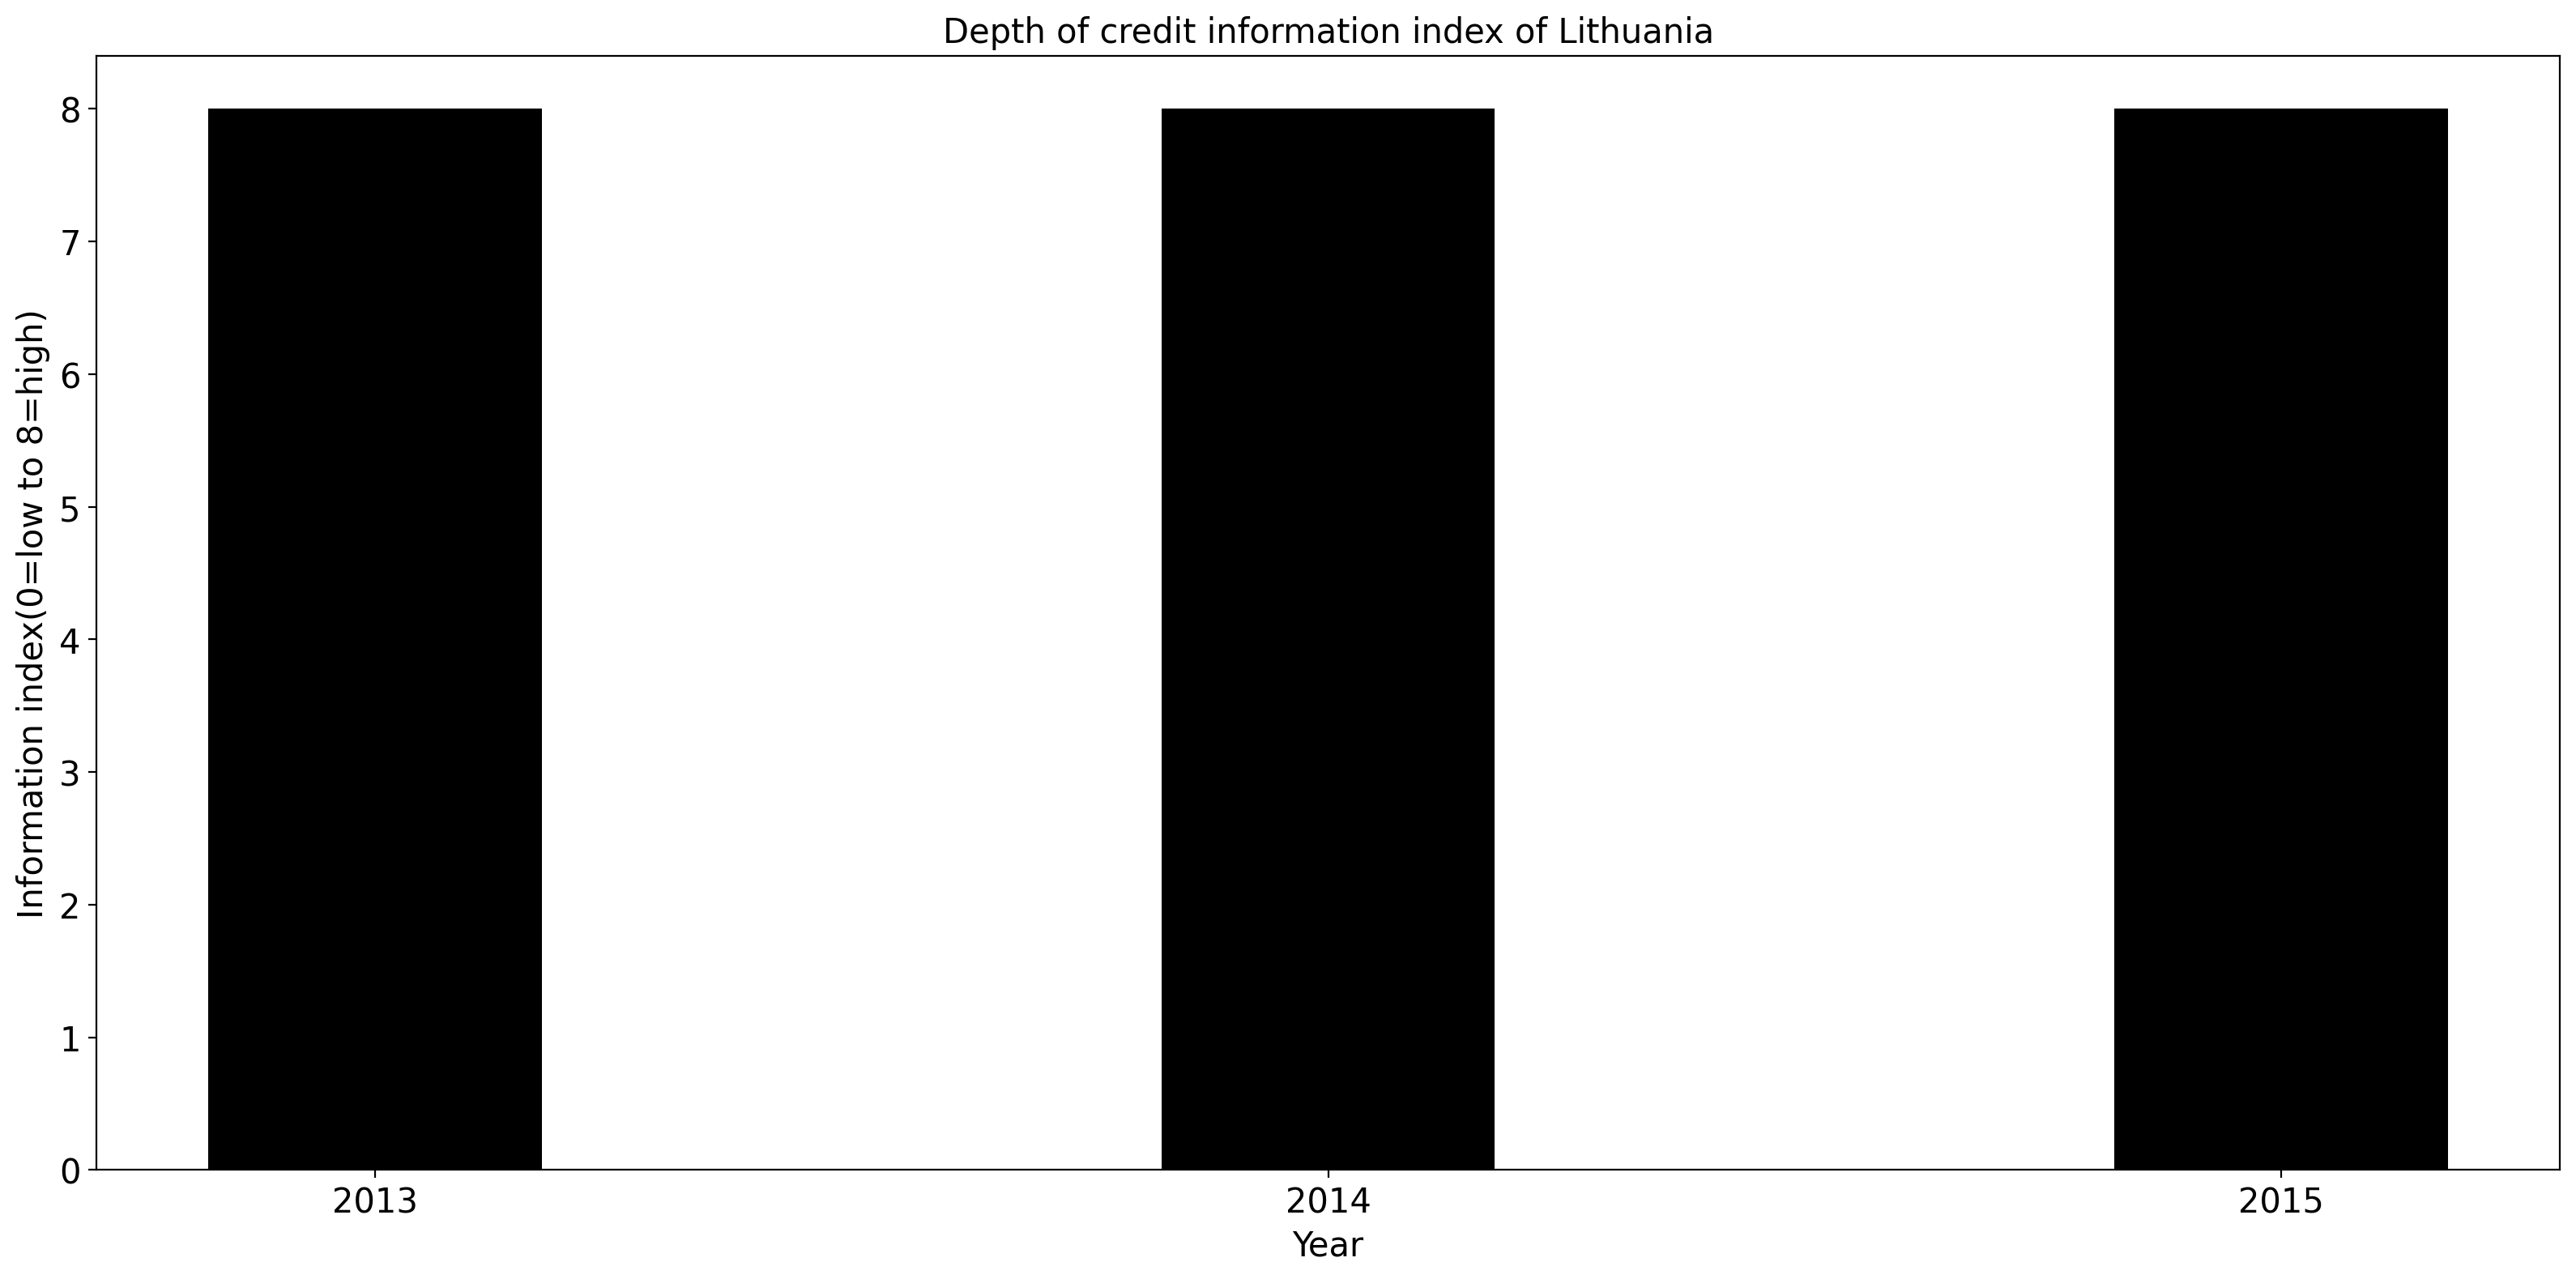 Depth of credit information index of Lithuania
Information index(0=low to 8=high)
8
7
6
5
4
3
2
1
0
2013 2014 2015
Year